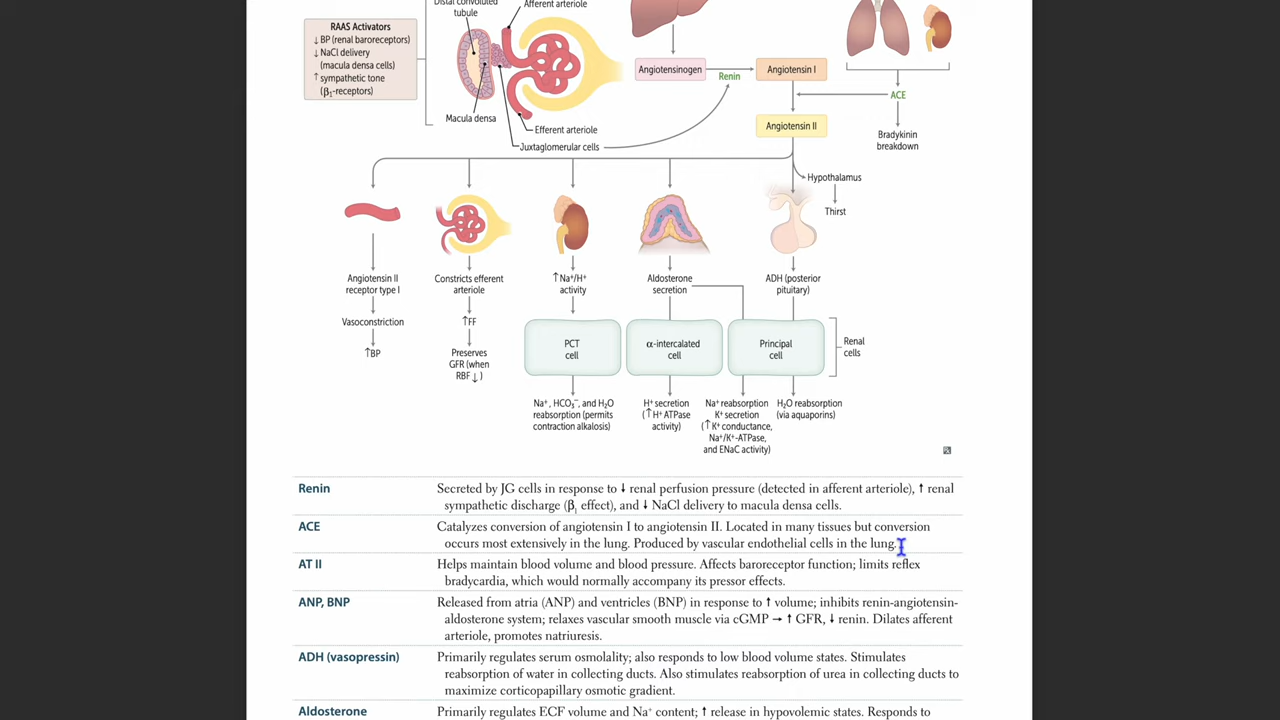 Distal convoluted
tubule
Afferent arteriole
RAAS Activators
↓ BP (renal baroreceptors)
↓ NaCl delivery
(macula densa cells)
↑ sympathetic tone
(β₁-receptors)
Macula densa
Efferent arteriole
Juxtaglomerular cells
Angiotensinogen
Renin
Angiotensin I
ACE
Angiotensin II
Bradykinin
breakdown
Hypothalamus
Thirst
Angiotensin II
receptor type I
Vasoconstriction
↑BP
Constricts efferent
arteriole
↑FF
Preserves
GFR (when
RBF ↓ )
↑Na⁺/H⁺
activity
PCT
cell
Na⁺, HCO₃⁻, and H₂O
reabsorption (permits
contraction alkalosis)
Aldosterone
secretion
α-intercalated
cell
H⁺ secretion
(↑H⁺ ATPase
activity)
ADH (posterior
pituitary)
Principal
cell
Renal
cells
Na⁺ reabsorption
K⁺ secretion
(↑K⁺ conductance,
Na⁺/K⁺-ATPase,
and ENaC activity)
H₂O reabsorption
(via aquaporins)
Renin
Secreted by JG cells in response to ↓ renal perfusion pressure (detected in afferent arteriole), ↑ renal
sympathetic discharge (β₁ effect), and ↓ NaCl delivery to macula densa cells.
ACE
Catalyzes conversion of angiotensin I to angiotensin II. Located in many tissues but conversion
occurs most extensively in the lung. Produced by vascular endothelial cells in the lung.
AT II
Helps maintain blood volume and blood pressure. Affects baroreceptor function; limits reflex
bradycardia, which would normally accompany its pressor effects.
ANP, BNP
Released from atria (ANP) and ventricles (BNP) in response to ↑ volume; inhibits renin-angiotensin-
aldosterone system; relaxes vascular smooth muscle via cGMP → ↑ GFR, ↓ renin. Dilates afferent
arteriole, promotes natriuresis.
ADH (vasopressin)
Primarily regulates serum osmolality; also responds to low blood volume states. Stimulates
reabsorption of water in collecting ducts. Also stimulates reabsorption of urea in collecting ducts to
maximize corticopapillary osmotic gradient.
Aldosterone
Primarily regulates ECF volume and Na⁺ content; ↑ release in hypovolemic states. Responds to